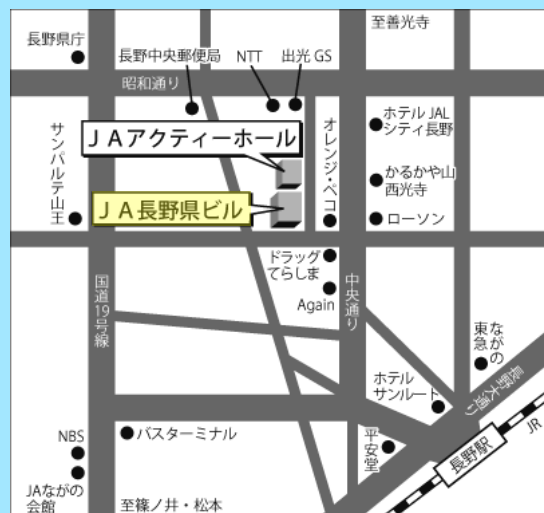 至善光寺
長野県庁
長野中央郵便局
NTT
出光 GS
昭和通り
ホテル JAL
シティ長野
JAアクティーホール
オレンジ・ペコ
サンパルテ山王
かるかや山
西光寺
JA長野県ビル
ローソン
ドラッグ
てらしま
中央通り
国道19号線
Again
ながの
東急
長野大通り
ホテル
サンルート
平安堂
長野駅
JR
NBS
バスターミナル
JAながの
会館
至篠ノ井・松本